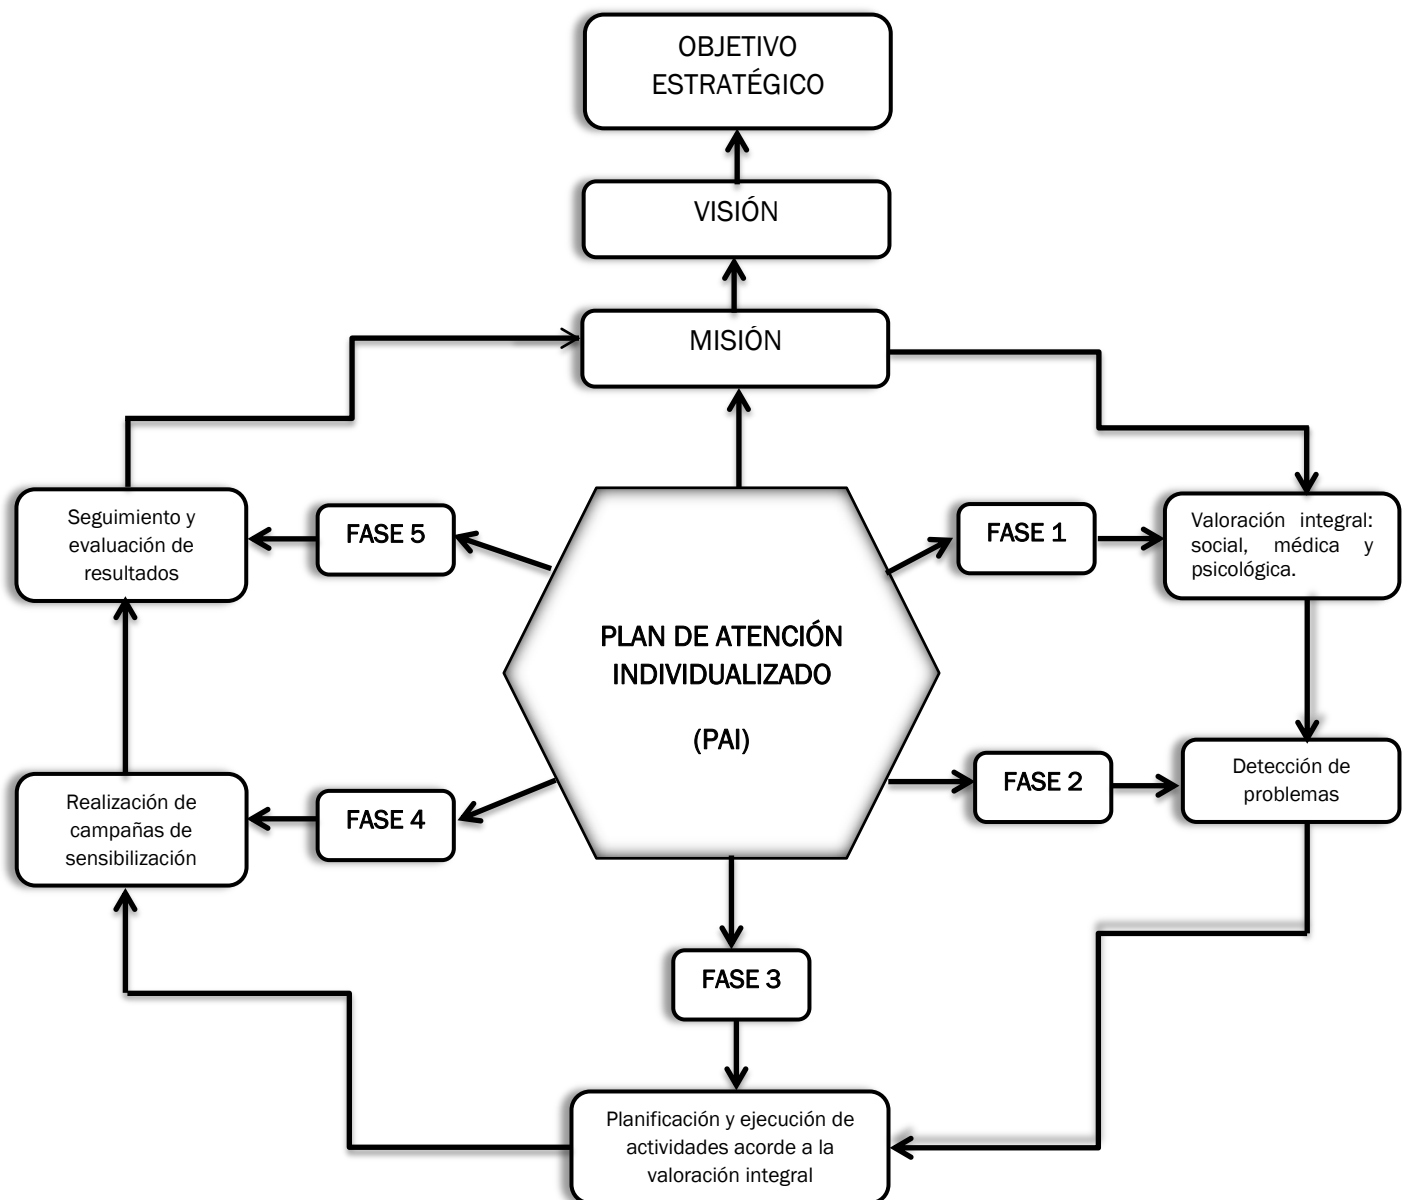 OBJETIVO
ESTRATÉGICO
VISIÓN
MISIÓN
Seguimiento y
evaluación de
resultados
FASE 5
FASE 1
Valoración integral:
social, médica y
psicológica.
PLAN DE ATENCIÓN
INDIVIDUALIZADO
(PAI)
Realización de
campañas de
sensibilización
FASE 4
FASE 2
Detección de
problemas
FASE 3
Planificación y ejecución de
actividades acorde a la
valoración integral